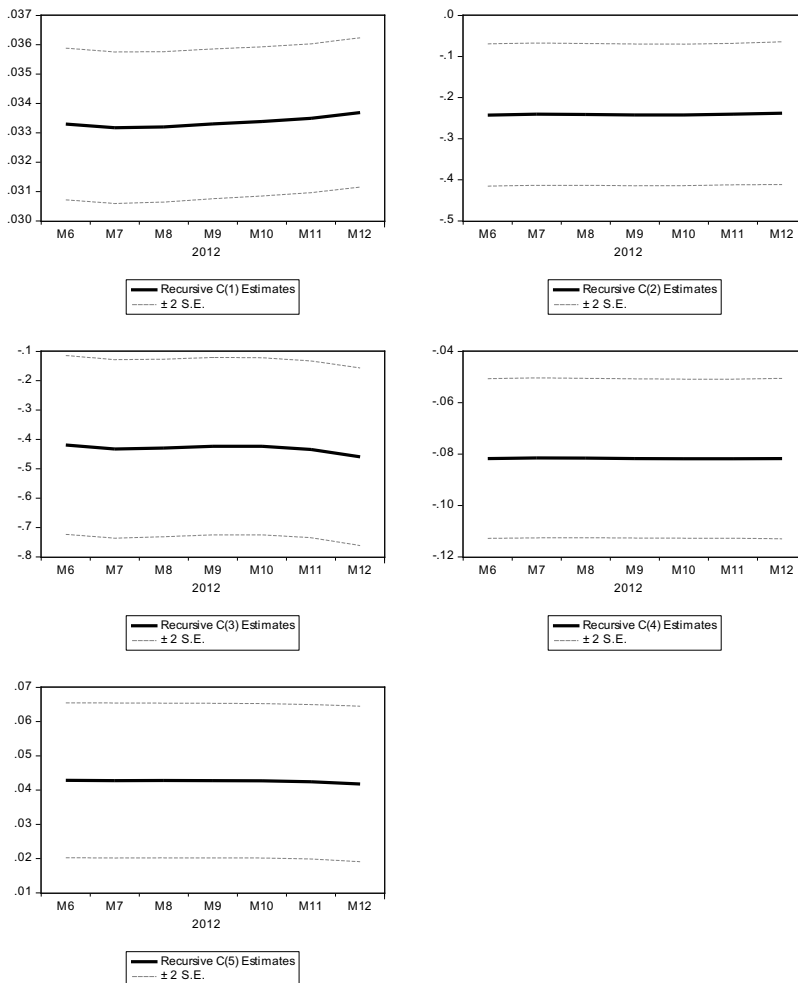 .037
.036
.035
.034
.033
.032
.031
.030
M6 M7 M8 M9 M10 M11 M12
2012
Recursive C(1) Estimates
± 2 S.E.
.0
-.1
-.2
-.3
-.4
-.5
M6 M7 M8 M9 M10 M11 M12
2012
Recursive C(2) Estimates
± 2 S.E.
-.1
-.2
-.3
-.4
-.5
-.6
-.7
-.8
M6 M7 M8 M9 M10 M11 M12
2012
Recursive C(3) Estimates
± 2 S.E.
-.04
-.06
-.08
-.10
-.12
M6 M7 M8 M9 M10 M11 M12
2012
Recursive C(4) Estimates
± 2 S.E.
.07
.06
.05
.04
.03
.02
.01
M6 M7 M8 M9 M10 M11 M12
2012
Recursive C(5) Estimates
± 2 S.E.